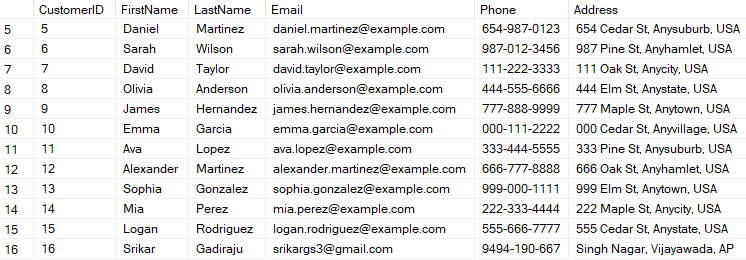 CustomerID FirstName LastName Email Phone Address
5 5 Daniel Martinez daniel.martinez@example.com 654-987-0123 654 Cedar St, Anysuburb, USA
6 6 Sarah Wilson sarah.wilson@example.com 987-012-3456 987 Pine St, Anyhamlet, USA
7 7 David Taylor david.taylor@example.com 111-222-3333 111 Oak St, Anycity, USA
8 8 Olivia Anderson olivia.anderson@example.com 444-555-6666 444 Elm St, Anystate, USA
9 9 James Hernandez james.hernandez@example.com 777-888-9999 777 Maple St, Anytown, USA
10 10 Emma Garcia emma.garcia@example.com 000-111-2222 000 Cedar St, Anyvillage, USA
11 11 Ava Lopez ava.lopez@example.com 333-444-5555 333 Pine St, Anysuburb, USA
12 12 Alexander Martinez alexander.martinez@example.com 666-777-8888 666 Oak St, Anyhamlet, USA
13 13 Sophia Gonzalez sophia.gonzalez@example.com 999-000-1111 999 Elm St, Anytown, USA
14 14 Mia Perez mia.perez@example.com 222-333-4444 222 Maple St, Anycity, USA
15 15 Logan Rodriguez logan.rodriguez@example.com 555-666-7777 555 Cedar St, Anystate, USA
16 16 Srikar Gadiraju srikargs3@gmail.com 9494-190-667 Singh Nagar, Vijayawada, AP